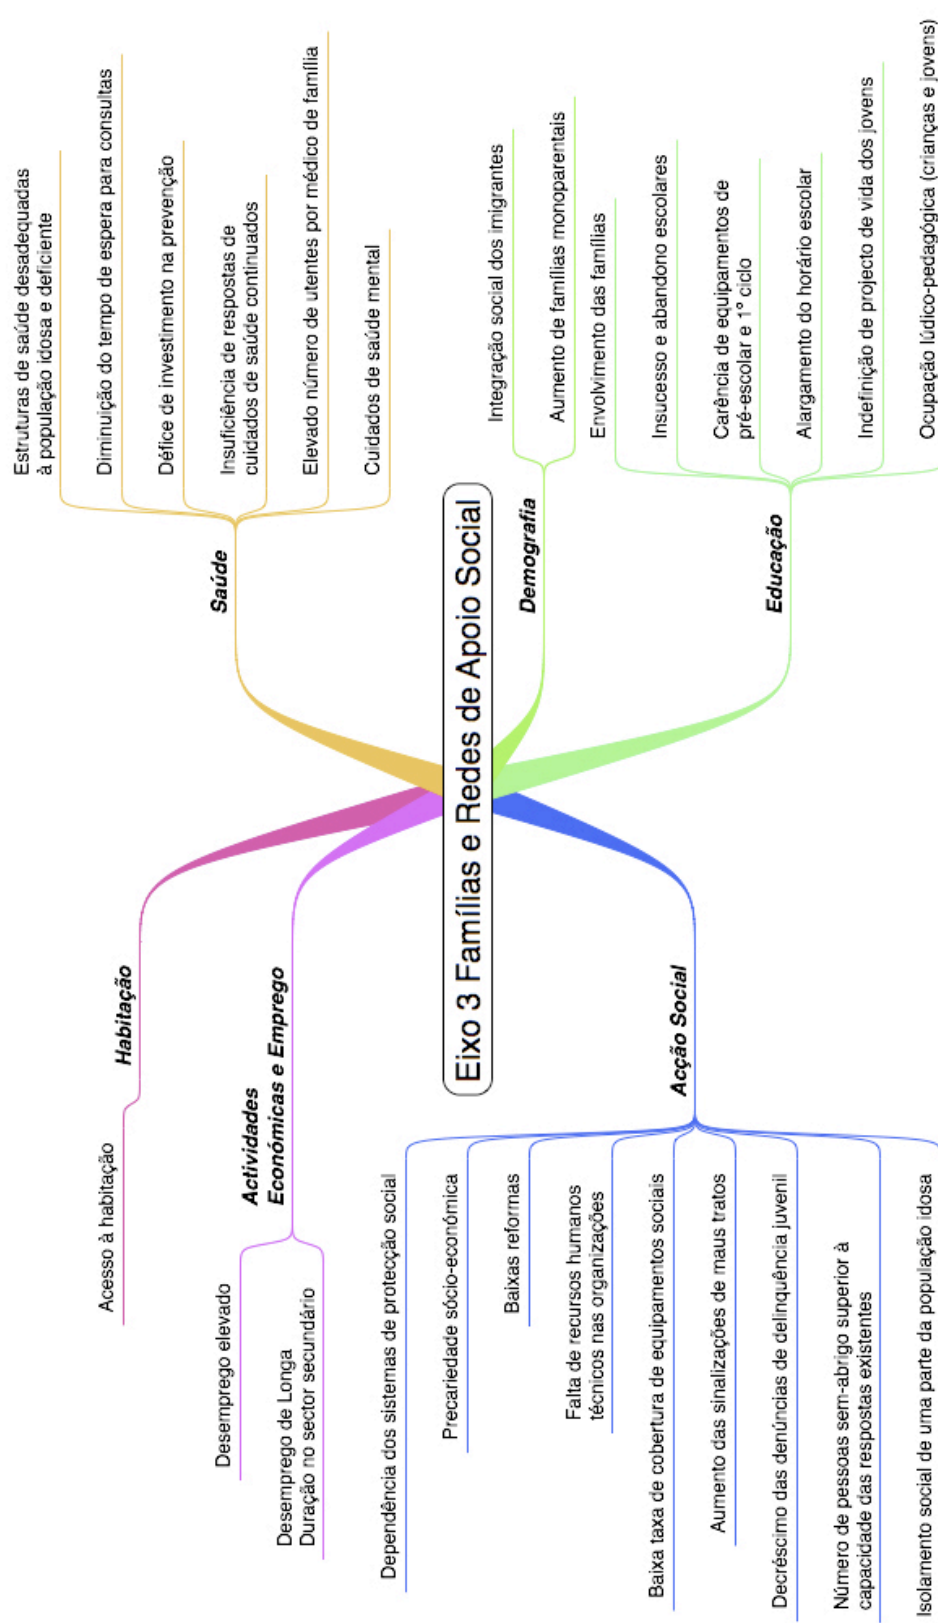 Eixo 3 Famílias e Redes de Apoio Social
Habitação
Acesso à habitação
Actividades
Económicas e Emprego
Desemprego elevado
Desemprego de Longa
Duração no sector secundário
Acção Social
Dependência dos sistemas de protecção social
Precariedade sócio-económica
Baixas reformas
Falta de recursos humanos
técnicos nas organizações
Baixa taxa de cobertura de equipamentos sociais
Aumento das sinalizações de maus tratos
Decréscimo das denúncias de delinquência juvenil
Número de pessoas sem-abrigo superior à
capacidade das respostas existentes
Isolamento social de uma parte da população idosa
Saúde
Estruturas de saúde desadequadas
à população idosa e deficiente
Diminuição do tempo de espera para consultas
Défice de investimento na prevenção
Insuficiência de respostas de
cuidados de saúde continuados
Elevado número de utentes por médico de família
Cuidados de saúde mental
Demografia
Integração social dos imigrantes
Aumento de famílias monoparentais
Educação
Envolvimento das famílias
Insucesso e abandono escolares
Carência de equipamentos de
pré-escolar e 1º ciclo
Alargamento do horário escolar
Indefinição de projecto de vida dos jovens
Ocupação lúdico-pedagógica (crianças e jovens)